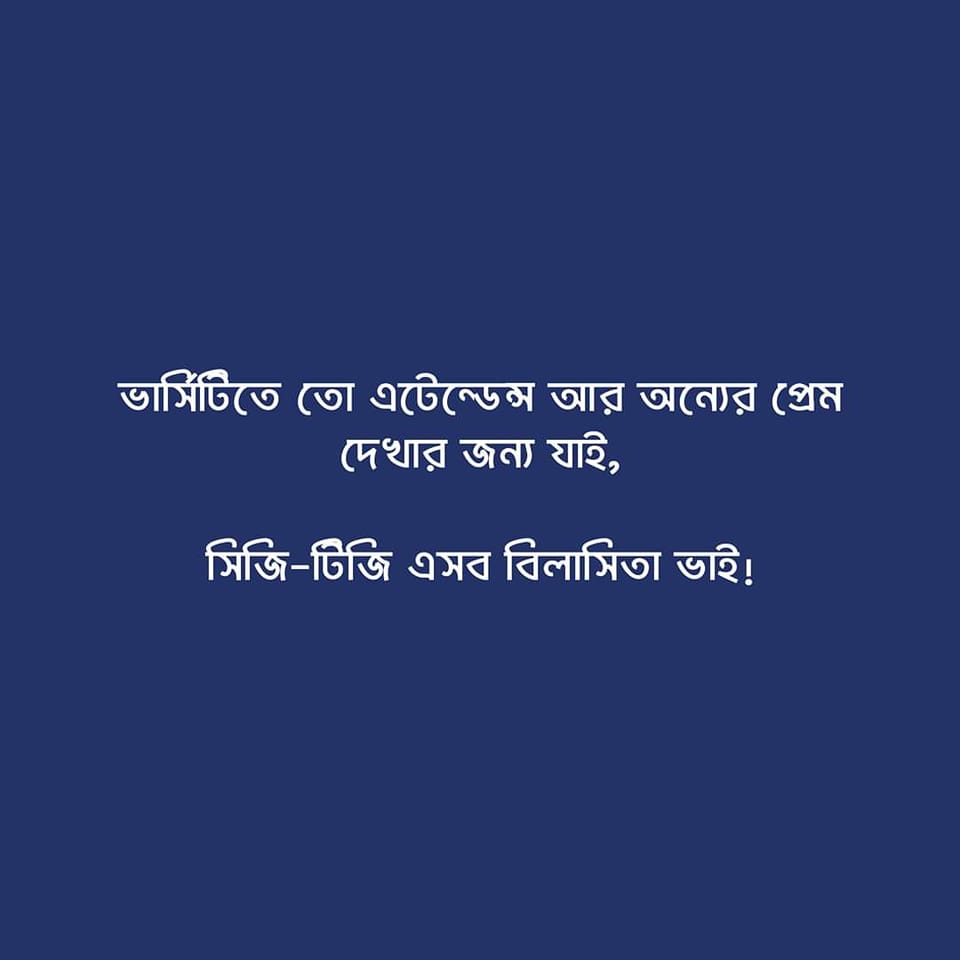 ভার্সিটিতে তো এটেন্ডেন্স আর অন্যের প্রেম
দেখার জন্য যাই,
সিজি-টিজি এসব বিলাসিতা ভাই!